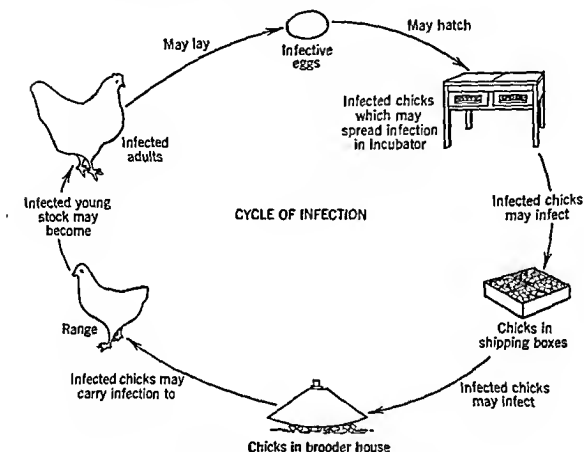 May lay
Infective
eggs
May hatch
Infected chicks
which may
spread infection
in Incubator
Infected chicks
may infect
Chicks in
shipping boxes
Infected chicks
may infect
Chicks in brooder house
Infected chicks may
carry infection to
Range
Infected young
stock may
become
Infected
adults
CYCLE OF INFECTION